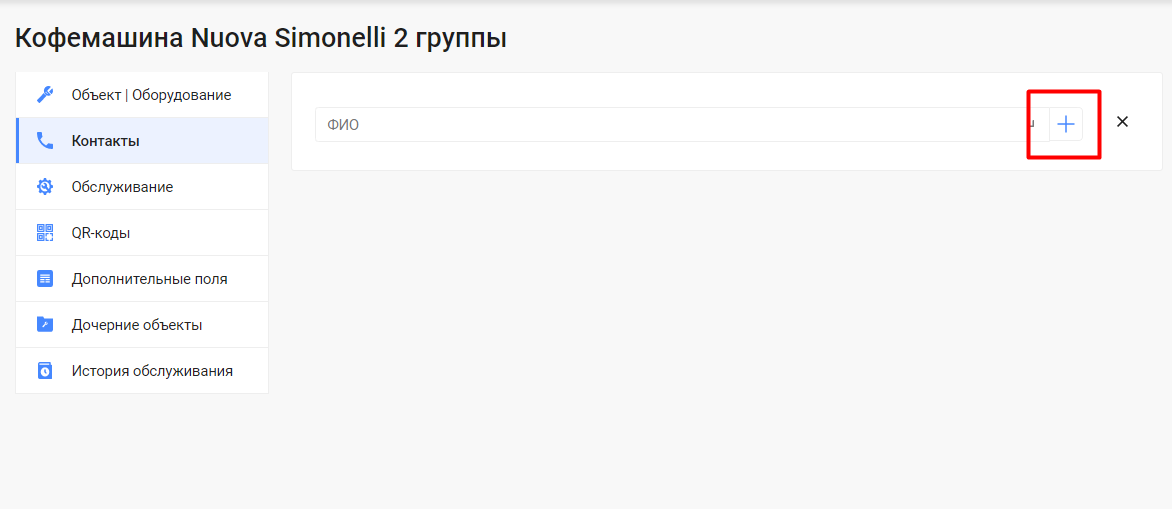 Кофемашина Nuova Simonelli 2 группы
Объект | Оборудование
Контакты
Обслуживание
QR-коды
Дополнительные поля
Дочерние объекты
История обслуживания
ФИО